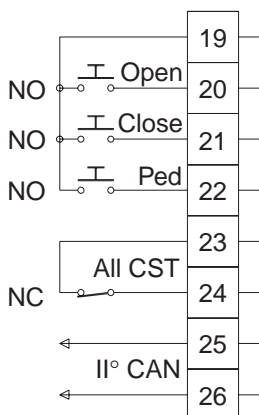 19
NO Open 20
NO Close 21
NO Ped 22
23
All CST
NC 24
25
II° CAN
26